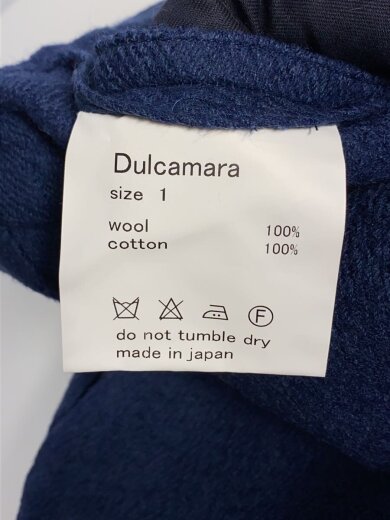 Dulcamara
size 1
wool 100%
cotton 100%
F
do not tumble dry
made in japan